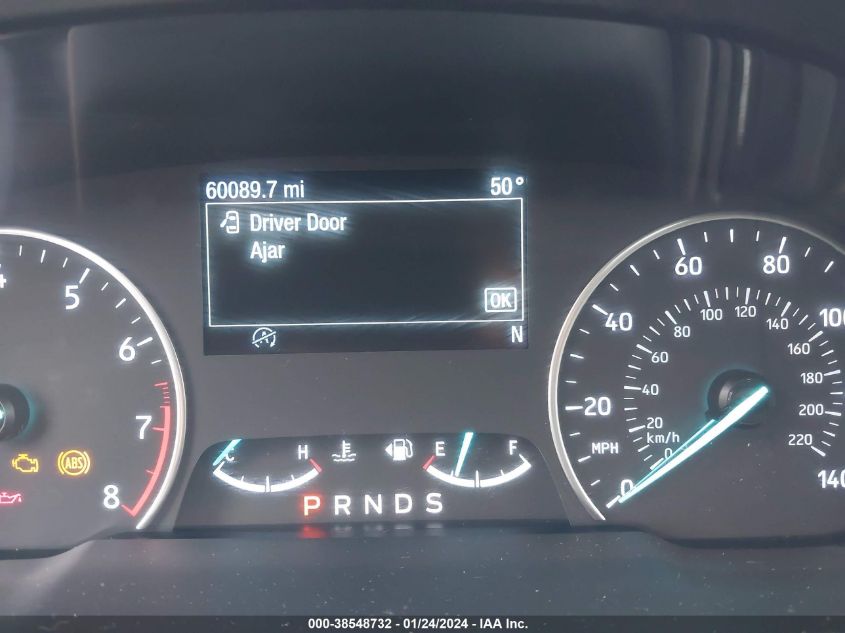 60089.7 mi 50°
Driver Door
Ajar
OK
N
4
5
6
7
8
ABS
C H
E F
P R N D S
0
20
40
60
80
100
140
MPH
km/h
0
20
40
60
80
100
120
140
160
180
200
220
000-38548732 - 01/24/2024 - IAA Inc.